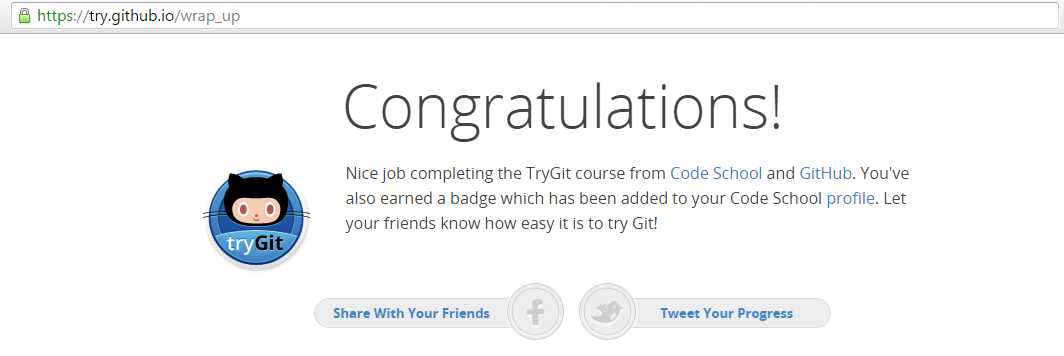 https://try.github.io/wrap_up
Congratulations!
Nice job completing the TryGit course from Code School and GitHub. You've
also earned a badge which has been added to your Code School profile. Let
your friends know how easy it is to try Git!
tryGit
Share With Your Friends
Tweet Your Progress